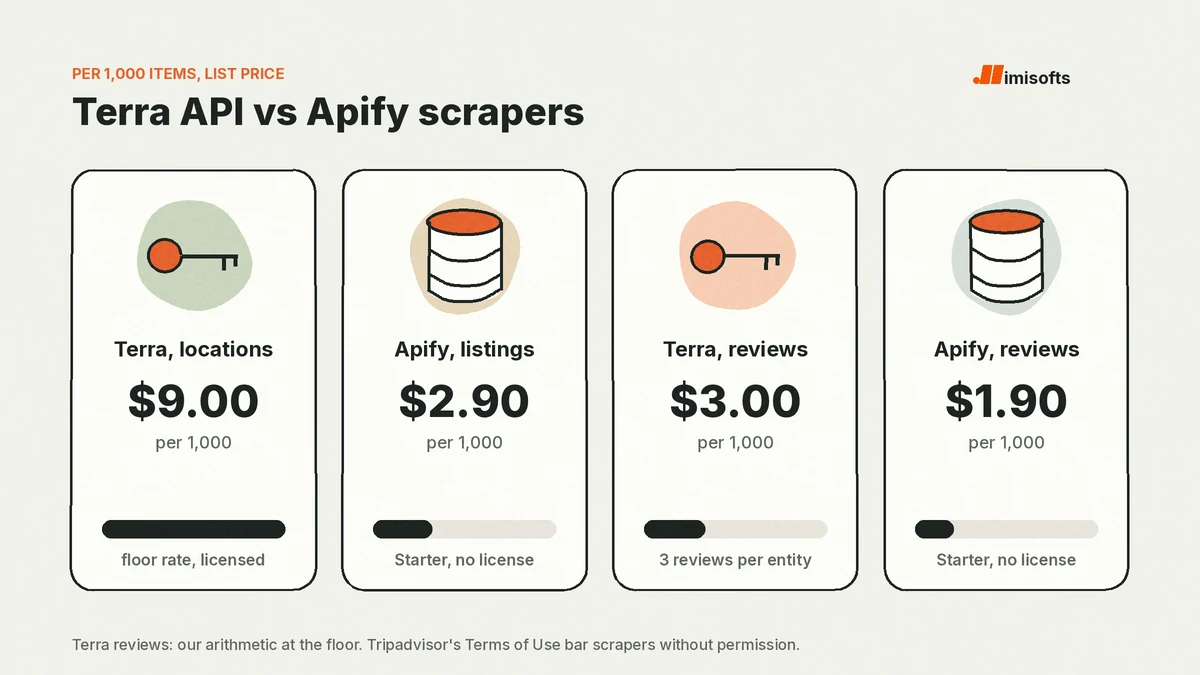 PER 1,000 ITEMS, LIST PRICE
imisofts
Terra API vs Apify scrapers
Terra, locations
$9.00
per 1,000
floor rate, licensed
Apify, listings
$2.90
per 1,000
Starter, no license
Terra, reviews
$3.00
per 1,000
3 reviews per entity
Apify, reviews
$1.90
per 1,000
Starter, no license
Terra reviews: our arithmetic at the floor. Tripadvisor's Terms of Use bar scrapers without permission.